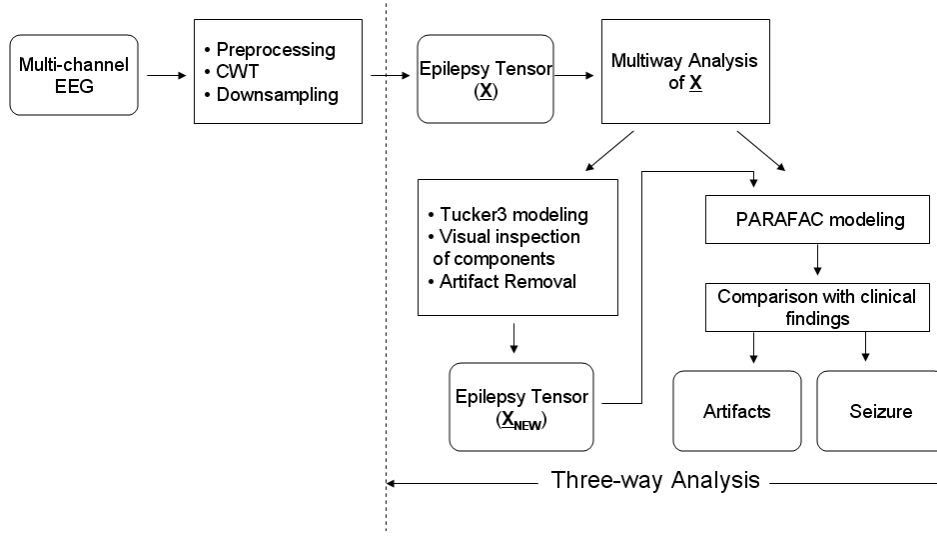 Multi-channel
EEG
• Preprocessing
• CWT
• Downsampling
Epilepsy Tensor
(X)
Multiway Analysis
of X
• Tucker3 modeling
• Visual inspection
of components
• Artifact Removal
PARAFAC modeling
Comparison with clinical
findings
Epilepsy Tensor
(XNEW)
Artifacts
Seizure
Three-way Analysis